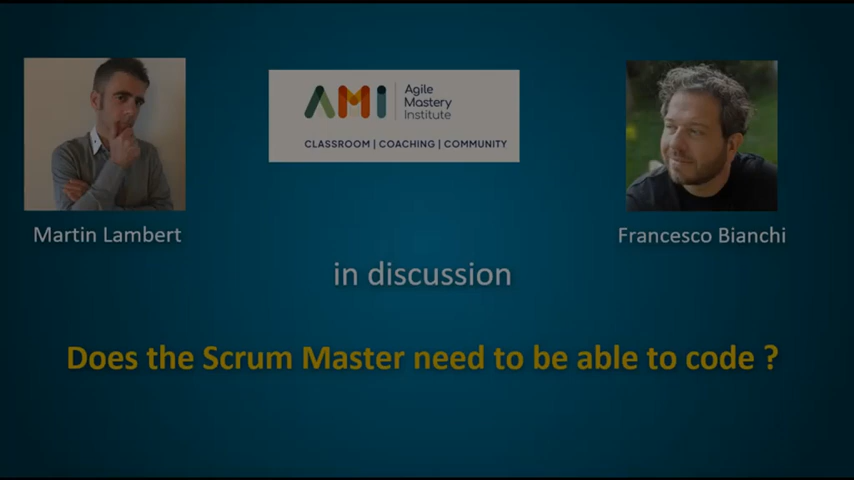 AMI
Agile
Mastery
Institute
CLASSROOM | COACHING | COMMUNITY
Martin Lambert
Francesco Bianchi
in discussion
Does the Scrum Master need to be able to code ?